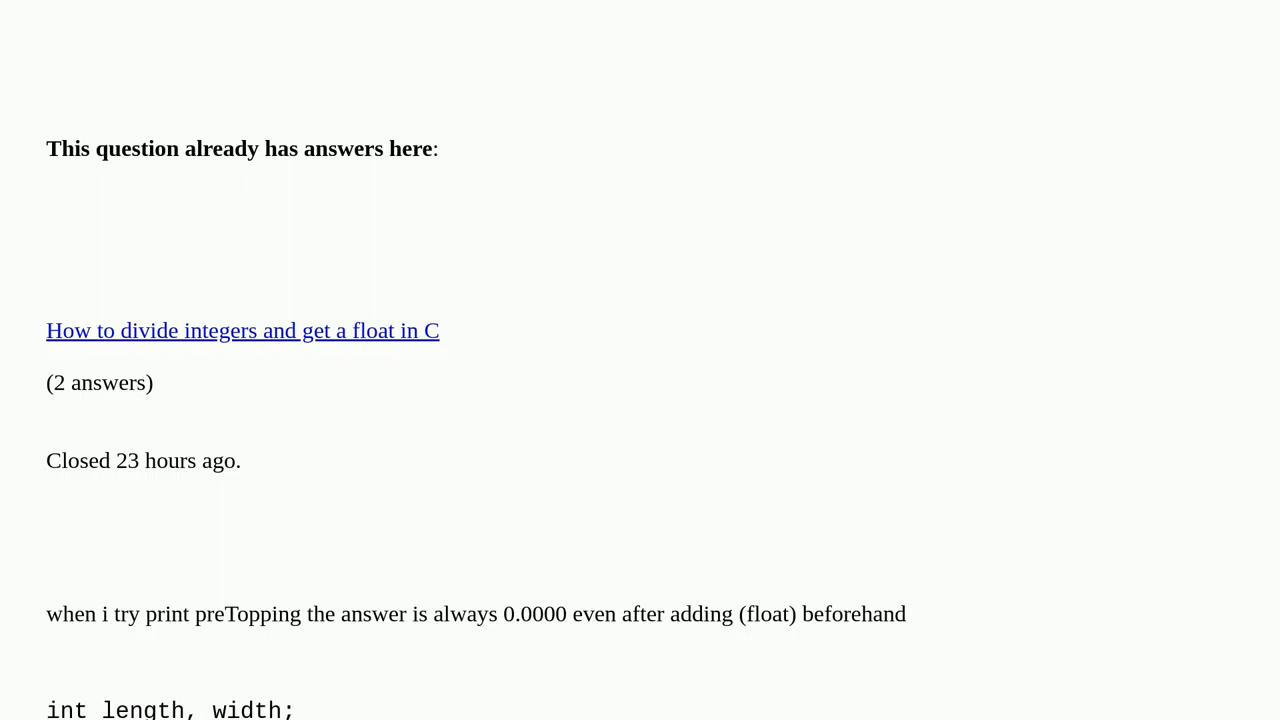 This question already has answers here:
How to divide integers and get a float in C
(2 answers)
Closed 23 hours ago.
when i try print preTopping the answer is always 0.0000 even after adding (float) beforehand
int length, width;